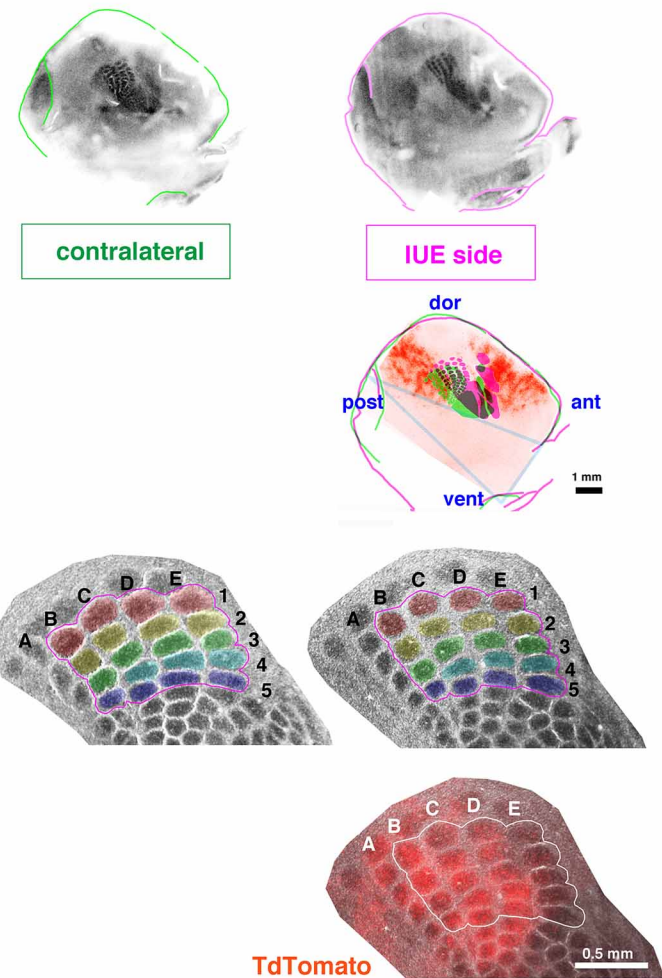 contralateral
IUE side
dor
post
ant
1 mm
vent
A B C D E 1
2
3
4
5
A B C D E 1
2
3
4
5
A B C D E
0.5 mm
TdTomato